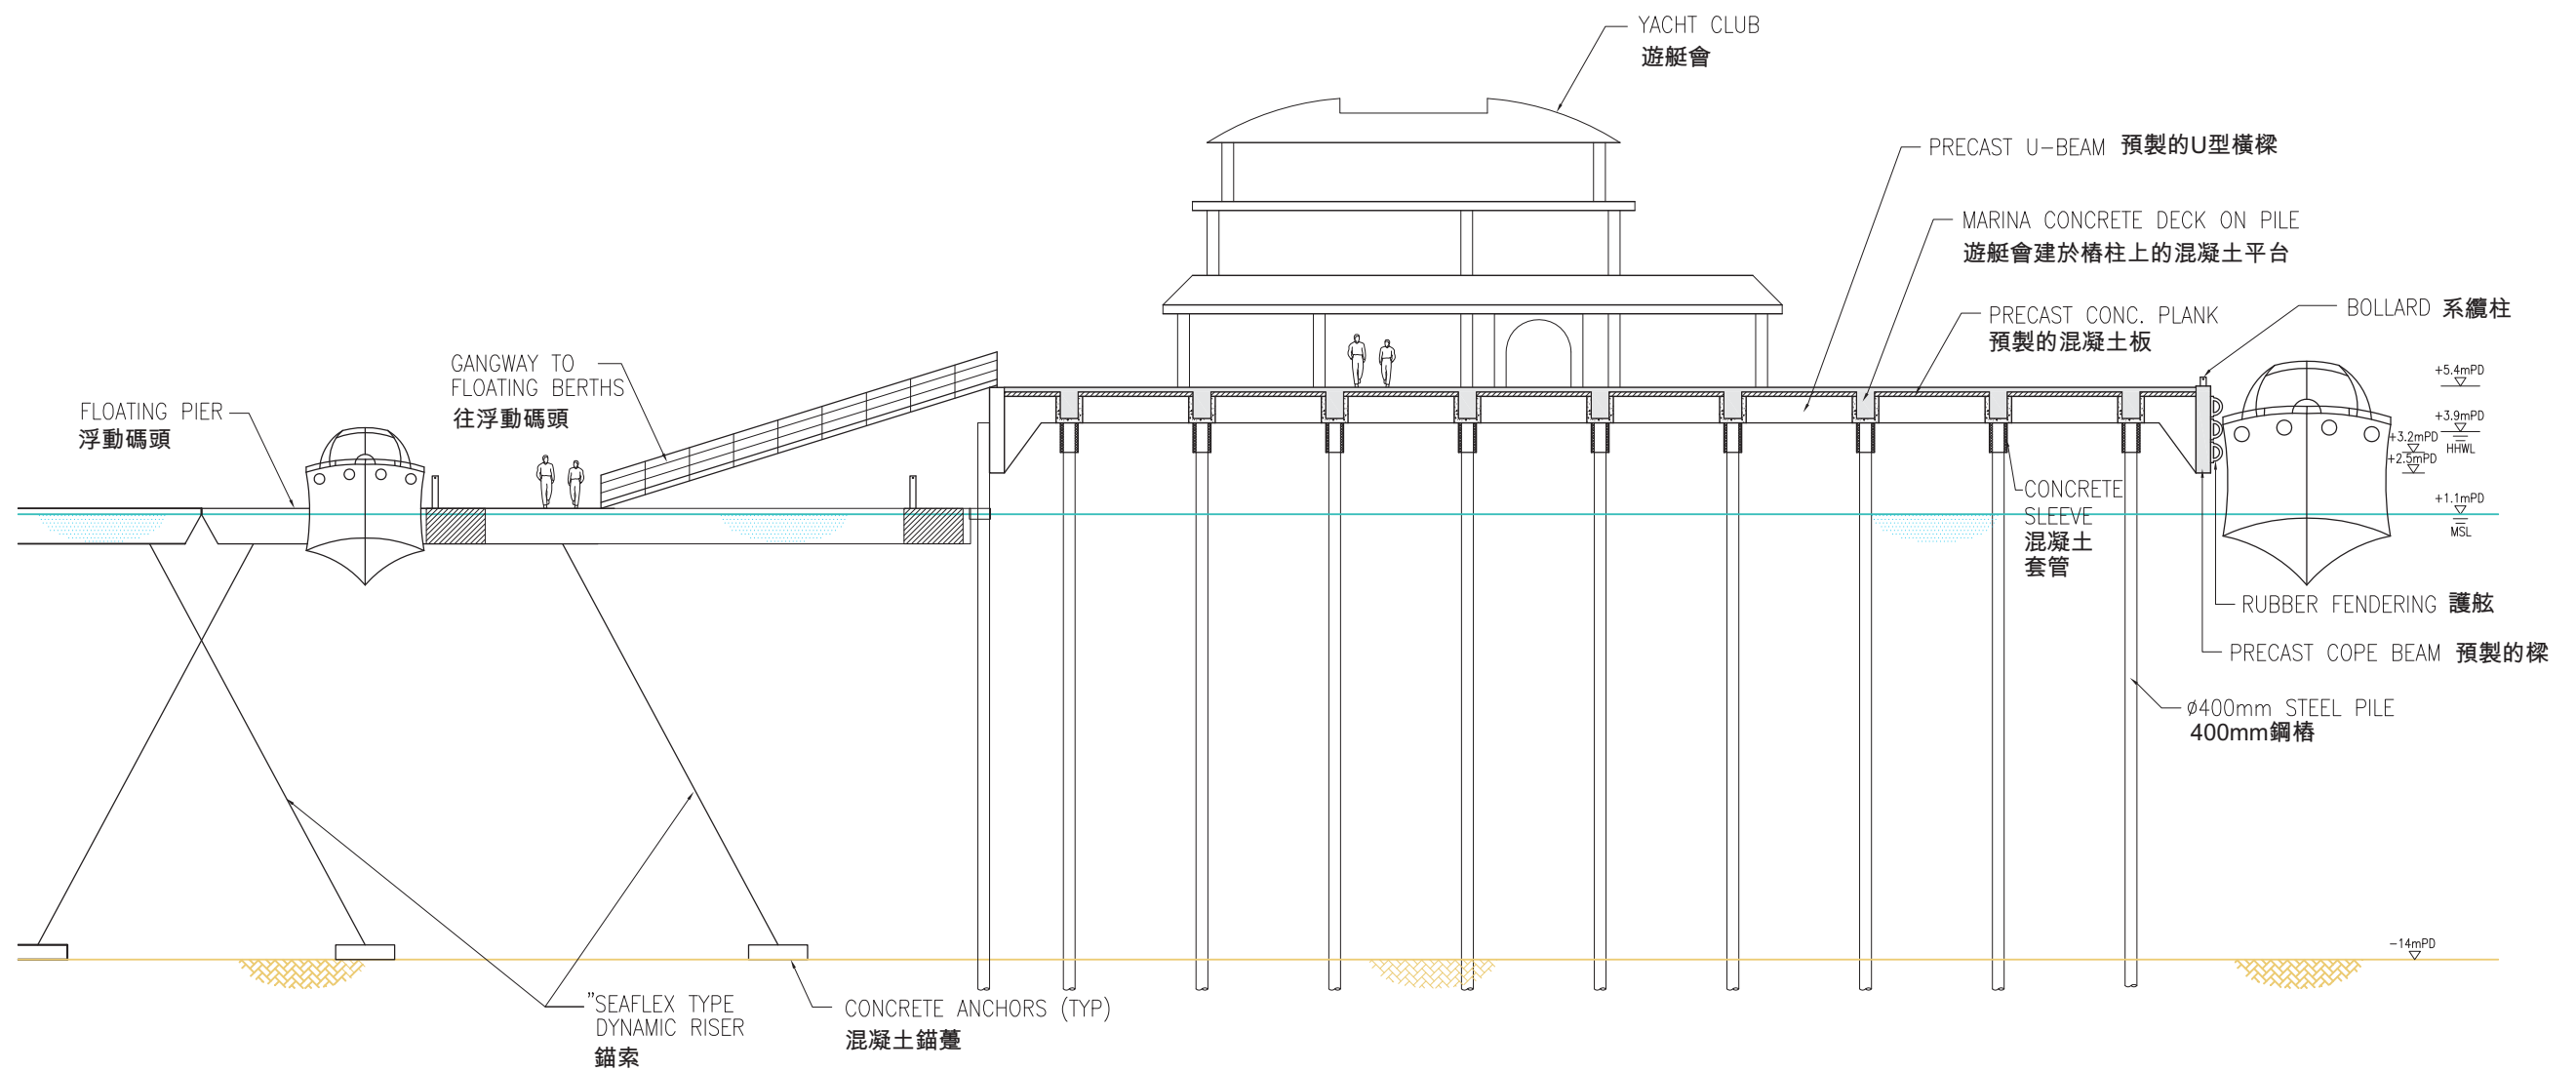 YACHT CLUB
遊艇會
PRECAST U-BEAM 預製的U型橫樑
MARINA CONCRETE DECK ON PILE
遊艇會建於樁柱上的混凝土平台
PRECAST CONC. PLANK
預製的混凝土板
BOLLARD 系纜柱
GANGWAY TO
FLOATING BERTHS
往浮動碼頭
FLOATING PIER
浮動碼頭
+5.4mPD
+3.9mPD
HHWL
+3.2mPD
+2.5mPD
+1.1mPD
MSL
CONCRETE
SLEEVE
混凝土
套管
RUBBER FENDERING 護舷
PRECAST COPE BEAM 預製的樑
ø400mm STEEL PILE
400mm鋼樁
-14mPD
"SEAFLEX TYPE
DYNAMIC RISER
錨索
CONCRETE ANCHORS (TYP)
混凝土錨躉